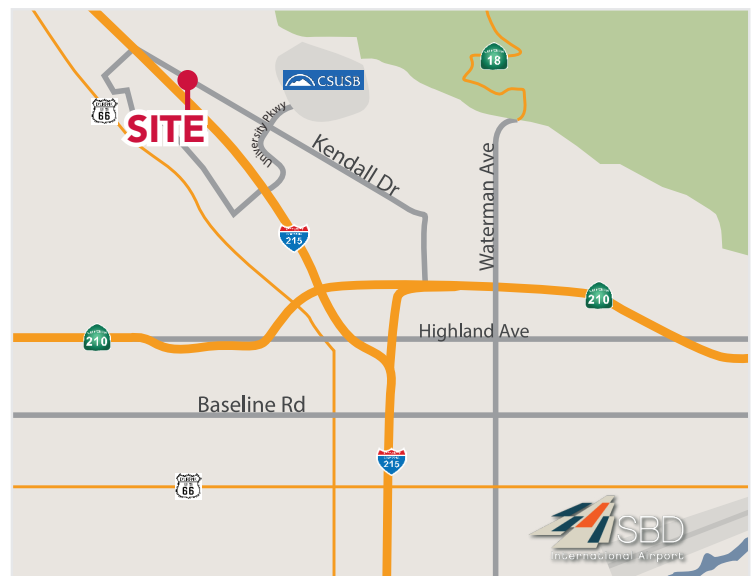 18
CSUSB
66
SITE
University Pkwy
Kendall Dr
Waterman Ave
215
210
210
Highland Ave
Baseline Rd
215
66
SBD
International Airport